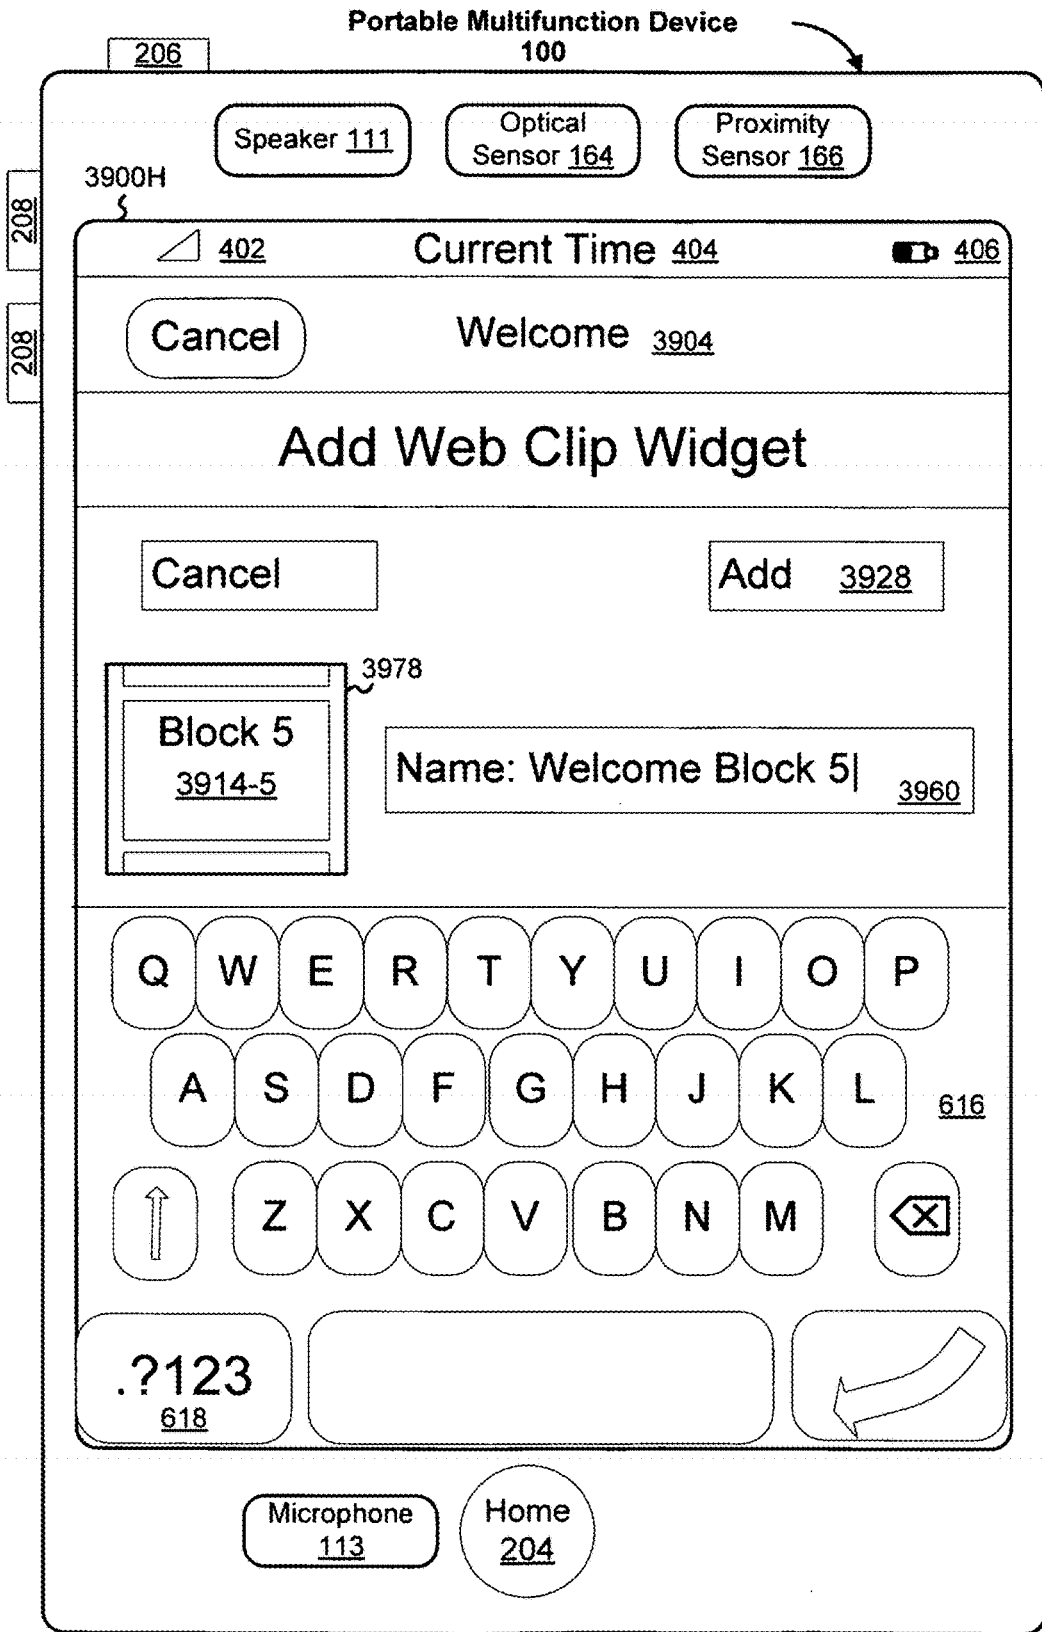 Portable Multifunction Device
100
206
Speaker 111
Optical
Sensor 164
Proximity
Sensor 166
3900H
208
208
402
Current Time 404
406
Cancel
Welcome 3904
Add Web Clip Widget
Cancel
Add 3928
3978
Block 5
3914-5
Name: Welcome Block 5|
3960
Q W E R T Y U I O P
A S D F G H J K L
616
Z X C V B N M
.?123
618
Microphone
113
Home
204